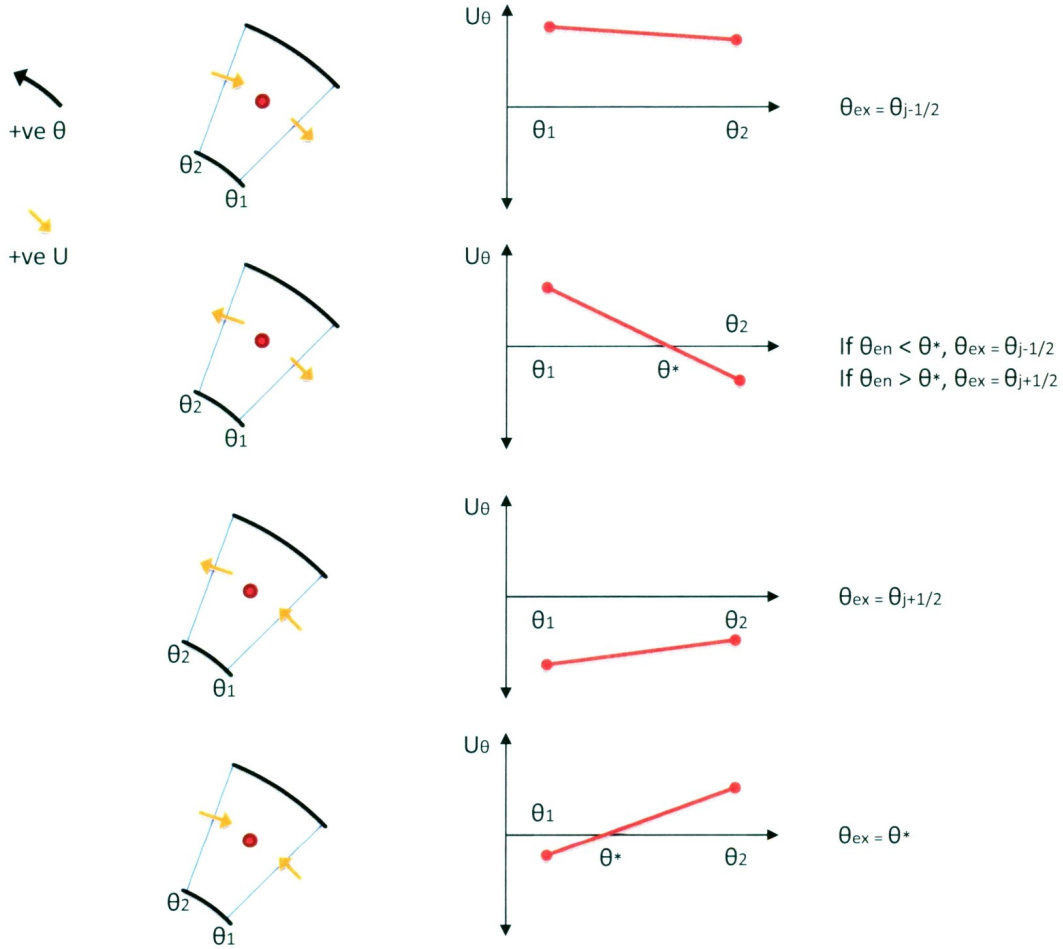 +ve θ
+ve U
θ2
θ1
Uθ
θ1
θ2
θex = θj-1/2
θ2
θ1
Uθ
θ2
θ1
θ*
If θen < θ*, θex = θj-1/2
If θen > θ*, θex = θj+1/2
θ2
θ1
Uθ
θ1
θ2
θex = θj+1/2
θ2
θ1
Uθ
θ1
θ*
θ2
θex = θ*